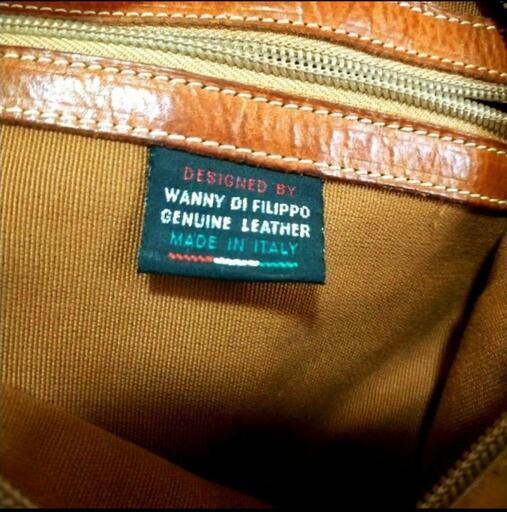 DESIGNED BY
WANNY DI FILIPPO
GENUINE LEATHER
MADE IN ITALY